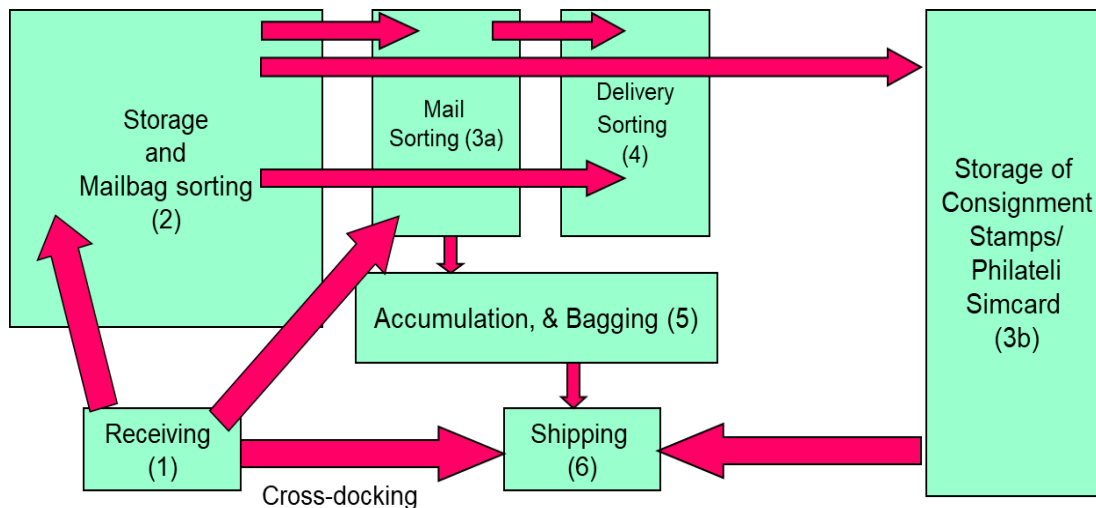 Storage
and
Mailbag sorting
(2)
Mail
Sorting (3a)
Delivery
Sorting
(4)
Storage of
Consignment
Stamps/
Philateli
Simcard
(3b)
Accumulation, & Bagging (5)
Receiving
(1)
Cross-docking
Shipping
(6)